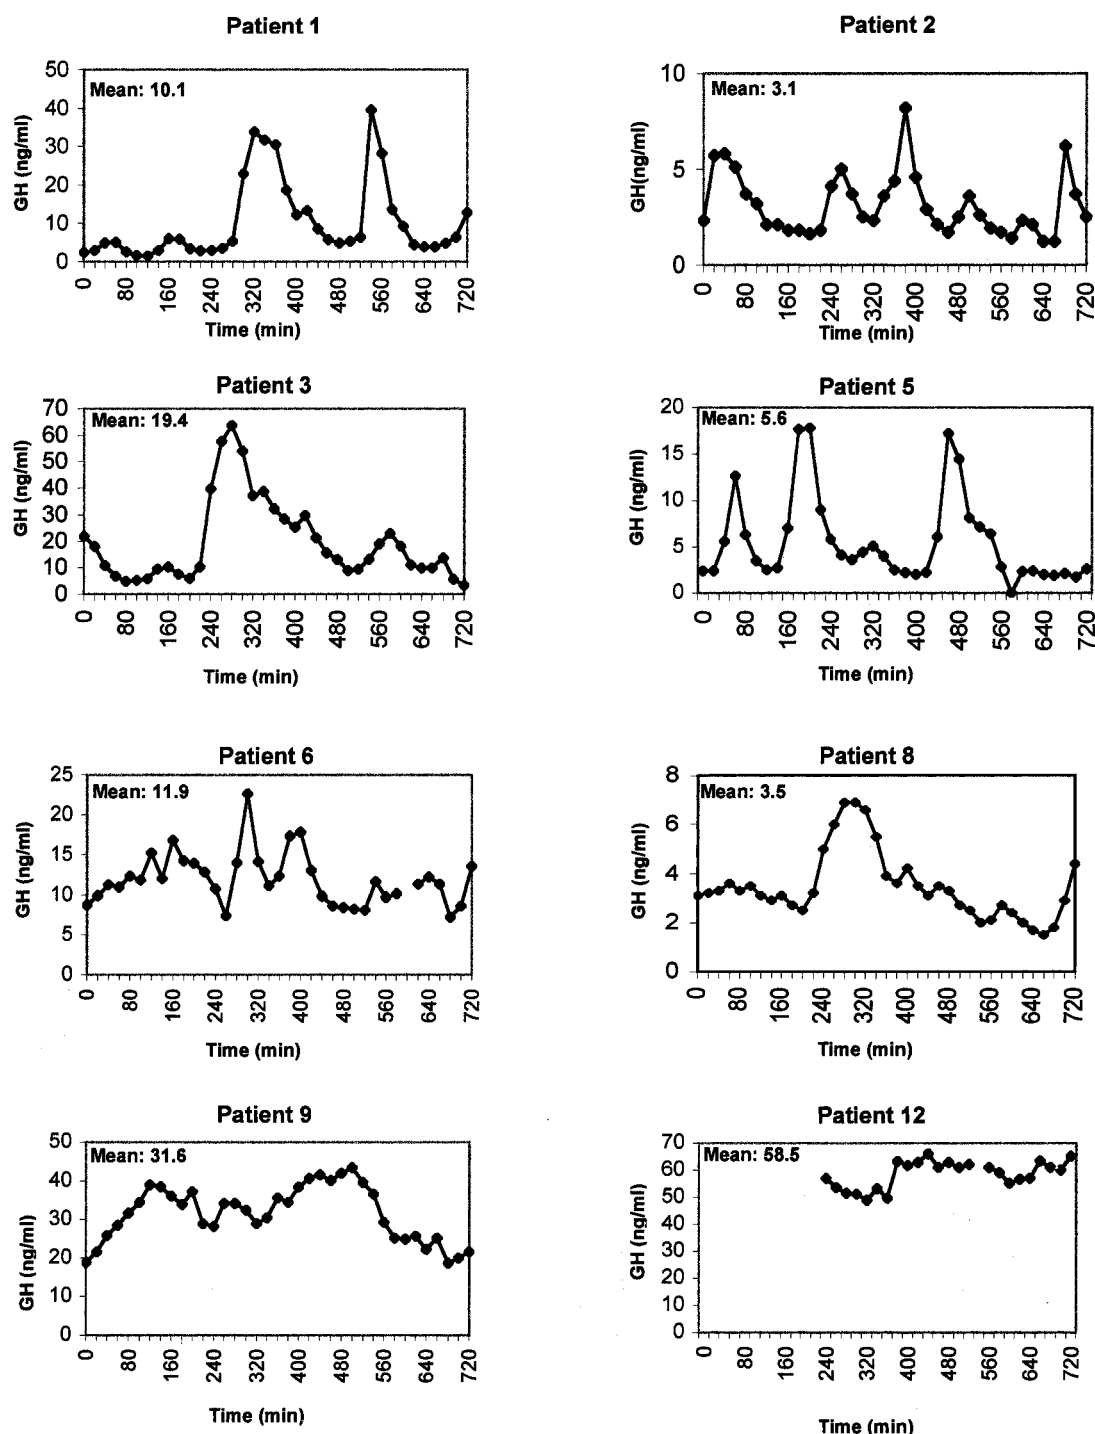 Patient 1
Mean: 10.1
GH (ng/ml)
50
40
30
20
10
0
0 80 160 240 320 400 480 560 640 720
Time (min)
Patient 2
Mean: 3.1
GH(ng/ml)
10
5
0
0 80 160 240 320 400 480 560 640 720
Time (min)
Patient 3
Mean: 19.4
GH (ng/ml)
70
60
50
40
30
20
10
0
0 80 160 240 320 400 480 560 640 720
Time (min)
Patient 5
Mean: 5.6
GH (ng/ml)
20
15
10
5
0
0 80 160 240 320 400 480 560 640 720
Time (min)
Patient 6
Mean: 11.9
GH (ng/ml)
25
20
15
10
5
0
0 80 160 240 320 400 480 560 640 720
Time (min)
Patient 8
Mean: 3.5
GH (ng/ml)
8
6
4
2
0
0 80 160 240 320 400 480 560 640 720
Time (min)
Patient 9
Mean: 31.6
GH (ng/ml)
50
40
30
20
10
0
0 80 160 240 320 400 480 560 640 720
Time (min)
Patient 12
Mean: 58.5
GH (ng/ml)
70
60
50
40
30
20
10
0
0 80 160 240 320 400 480 560 640 720
Time (min)